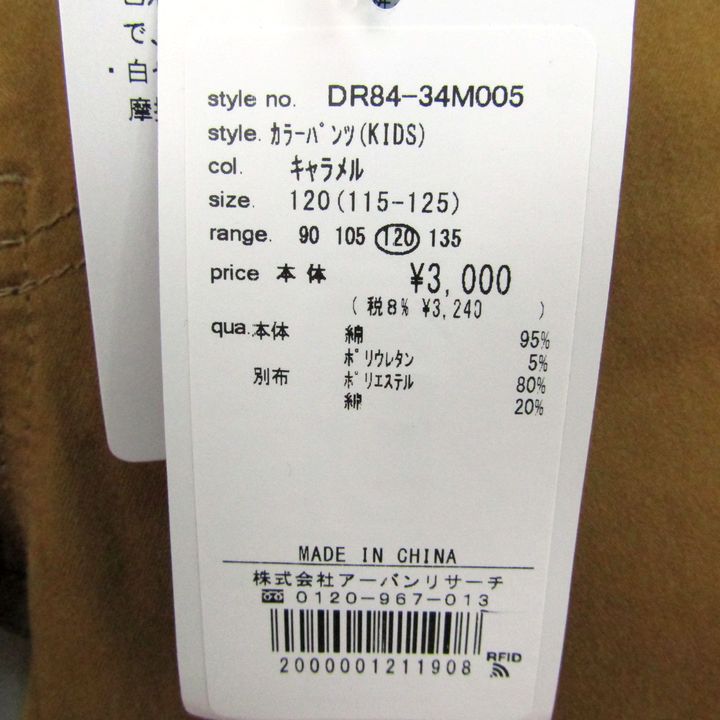 で、
・白
摩
style no. DR84-34M005
style. ｶﾗｰﾊﾟﾝﾂ(KIDS)
col. キャラメル
size. 120(115-125)
range. 90 105 120 135
price 本体 ¥3,000
( 税8% ¥3,240 )
qua.本体 綿 95%
ﾎﾟﾘｳﾚﾀﾝ 5%
別布 ﾎﾟﾘｴｽﾃﾙ 80%
綿 20%
MADE IN CHINA
株式会社アーバンリサーチ
0120-967-013
2000001211908
RFID